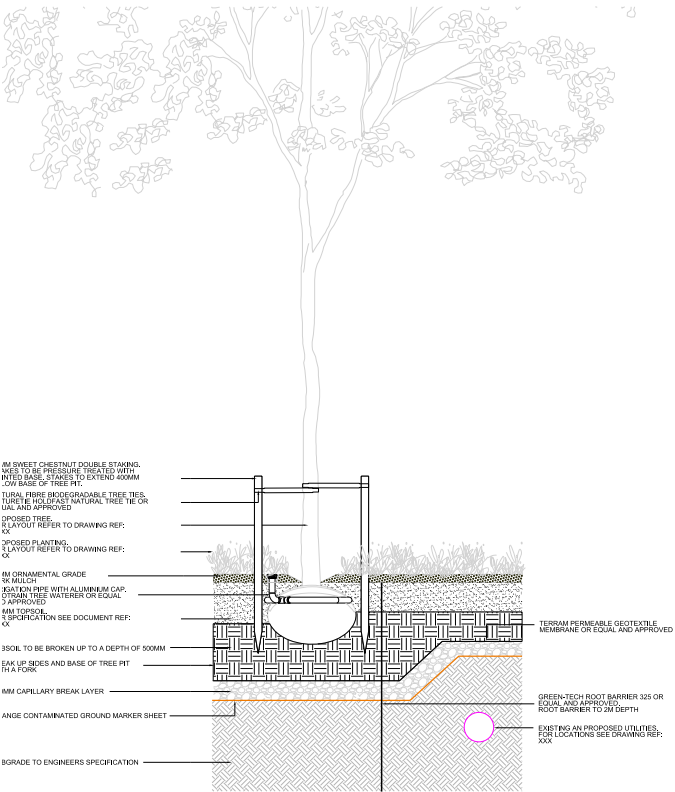 MM SWEET CHESTNUT DOUBLE STAKING.
AKES TO BE PRESSURE TREATED WITH
INTED BASE. STAKES TO EXTEND 400MM
LOW BASE OF TREE PIT.
TURAL FIBRE BIODEGRADABLE TREE TIES.
TURETIE HOLDFAST NATURAL TREE TIE OR
UAL AND APPROVED
OPOSED TREE.
R LAYOUT REFER TO DRAWING REF:
XX
OPOSED PLANTING.
R LAYOUT REFER TO DRAWING REF:
XX
MM ORNAMENTAL GRADE
RK MULCH
IGATION PIPE WITH ALUMINIUM CAP.
OTRAIN TREE WATERER OR EQUAL
D APPROVED
MM TOPSOIL.
R SPCIFICATION SEE DOCUMENT REF:
XX
BSOIL TO BE BROKEN UP TO A DEPTH OF 500MM
EAK UP SIDES AND BASE OF TREE PIT
TH A FORK
MM CAPILLARY BREAK LAYER
ANGE CONTAMINATED GROUND MARKER SHEET
BGRADE TO ENGINEERS SPECIFICATION
TERRAM PERMEABLE GEOTEXTILE
MEMBRANE OR EQUAL AND APPROVED
GREEN-TECH ROOT BARRIER 325 OR
EQUAL AND APPROVED.
ROOT BARRIER TO 2M DEPTH
EXISTING AN PROPOSED UTILITIES.
FOR LOCATIONS SEE DRAWING REF:
XXX